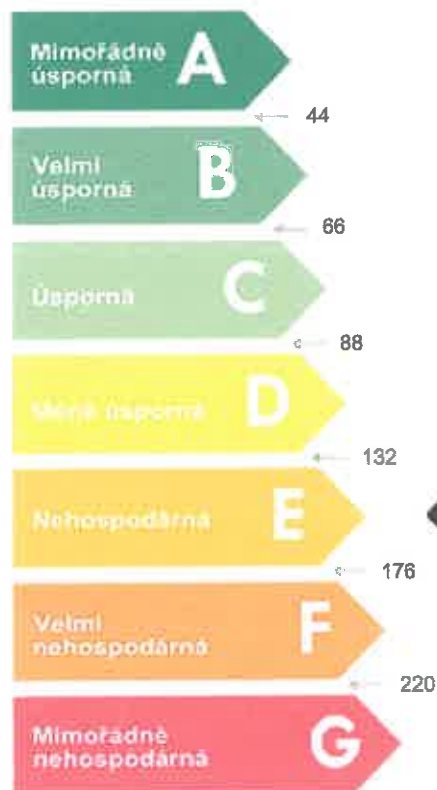 Mimořádně
úsporná
A
44
Velmi
úsporná
B
66
Úsporná
C
88
Méně úsporná
D
132
Nehospodárná
E
176
Velmi
nehospodárná
F
220
Mimořádně
nehospodárná
G